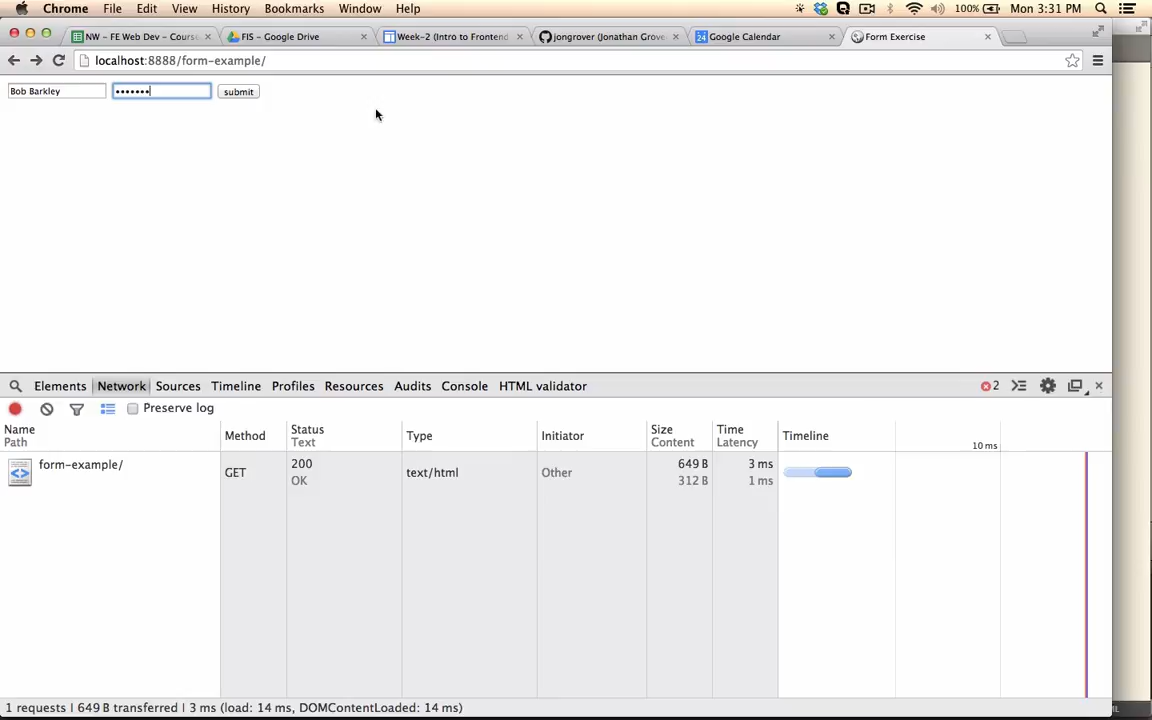 Chrome File Edit View History Bookmarks Window Help 100% Mon 3:31 PM
NW - FE Web Dev - Course FIS - Google Drive Week-2 (Intro to Frontend jongrover (Jonathan Grove 24 Google Calendar Form Exercise
localhost:8888/form-example/
Bob Barkley ••••••• submit
Elements Network Sources Timeline Profiles Resources Audits Console HTML validator 2
Preserve log
Name Method Status Type Initiator Size Time Timeline
Path Text Content Latency 10 ms
form-example/ GET 200 text/html Other 649 B 3 ms
OK 312 B 1 ms
1 requests | 649 B transferred | 3 ms (load: 14 ms, DOMContentLoaded: 14 ms)